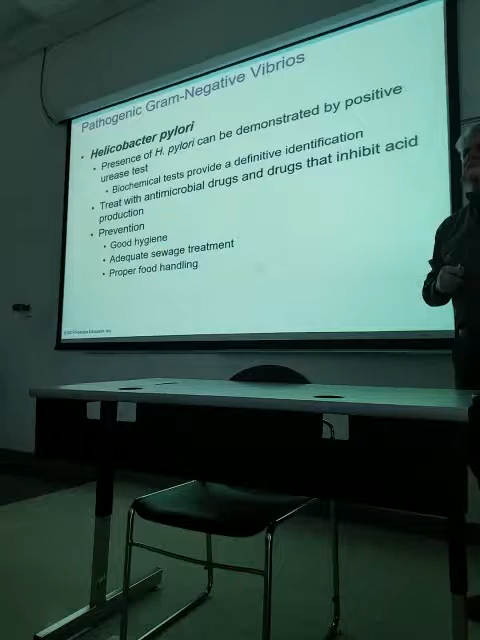 Pathogenic Gram-Negative Vibrios
• Helicobacter pylori
• Presence of H. pylori can be demonstrated by positive
urease test
• Biochemical tests provide a definitive identification
• Treat with antimicrobial drugs and drugs that inhibit acid
production
• Prevention
• Good hygiene
• Adequate sewage treatment
• Proper food handling